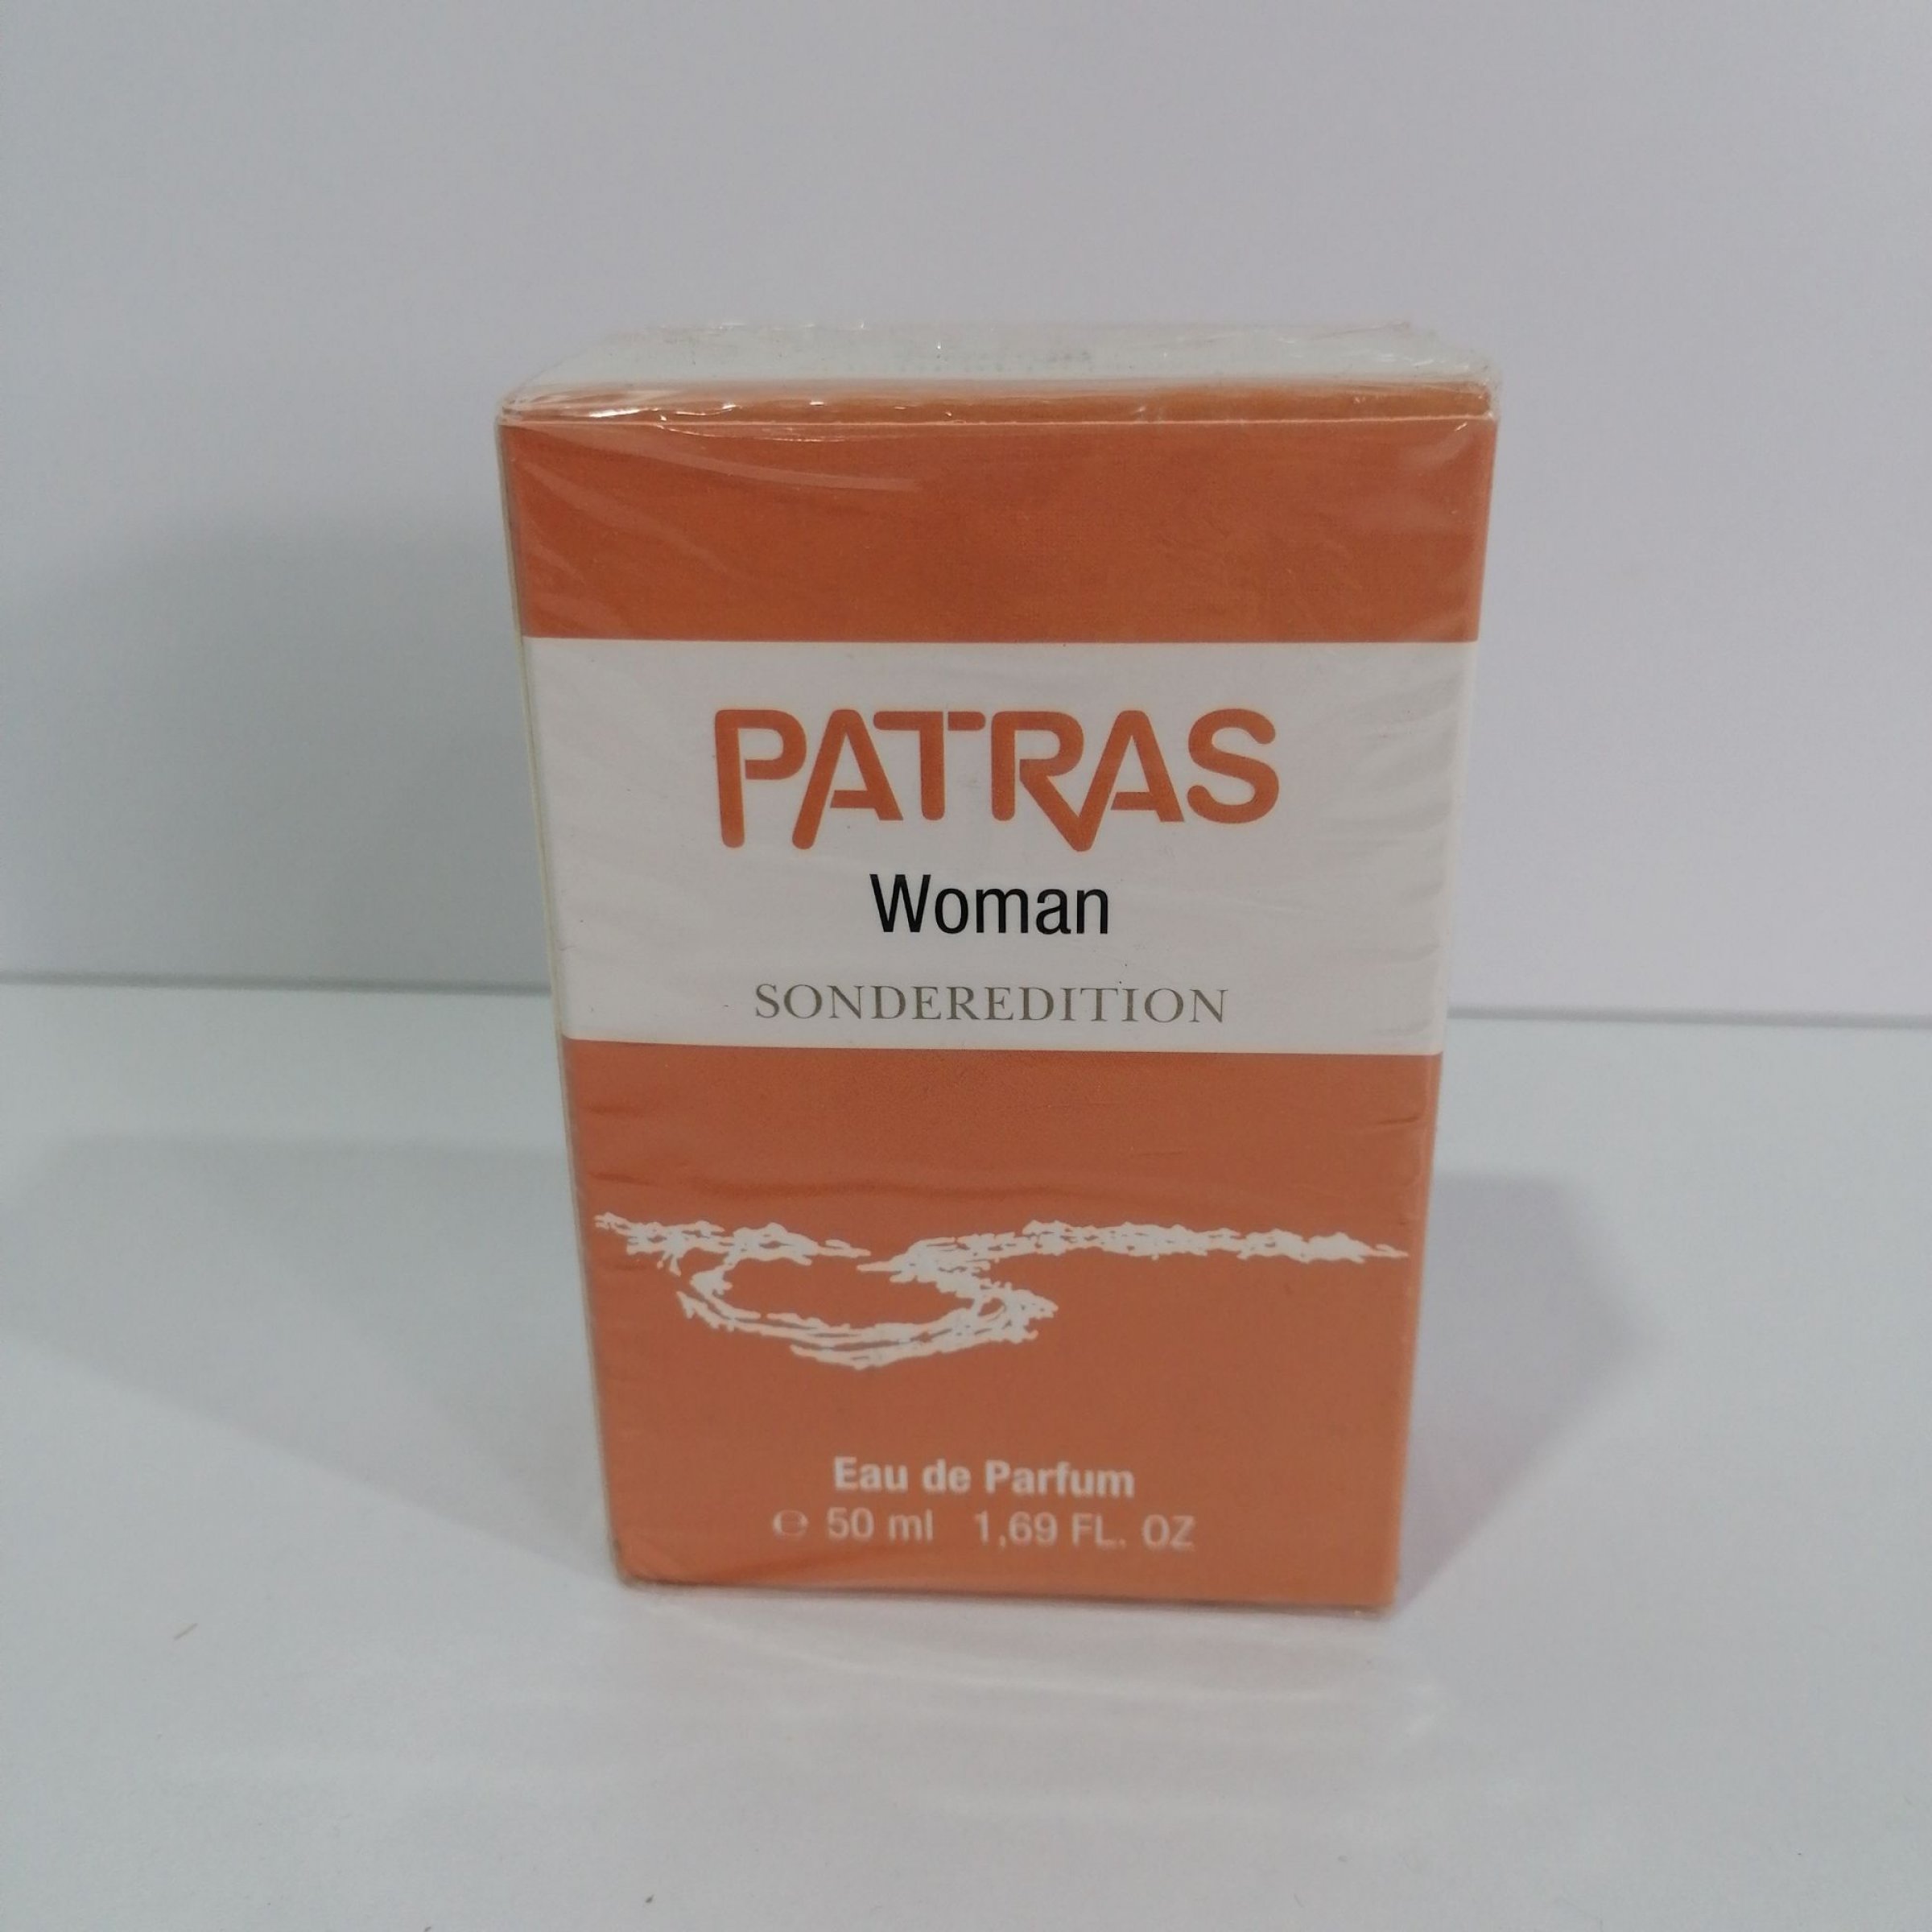 PATRAS
Woman
SONDEREDITION
Eau de Parfum
℮ 50 ml 1,69 FL. OZ